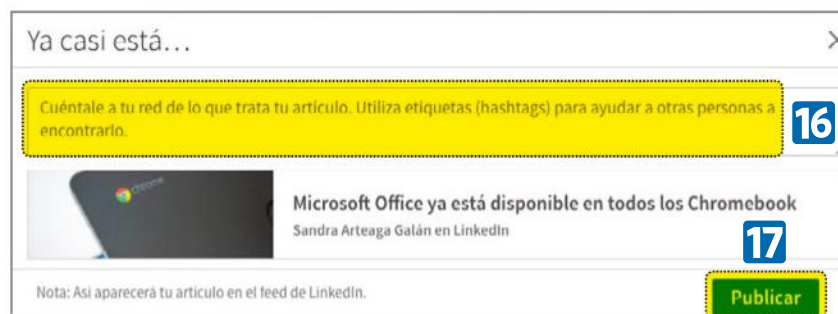 Ya casi está...
Cuéntale a tu red de lo que trata tu artículo. Utiliza etiquetas (hashtags) para ayudar a otras personas a
encontrarlo.
16
chrome
Microsoft Office ya está disponible en todos los Chromebook
Sandra Arteaga Galán en LinkedIn
17
Nota: Así aparecerá tu artículo en el feed de LinkedIn.
Publicar